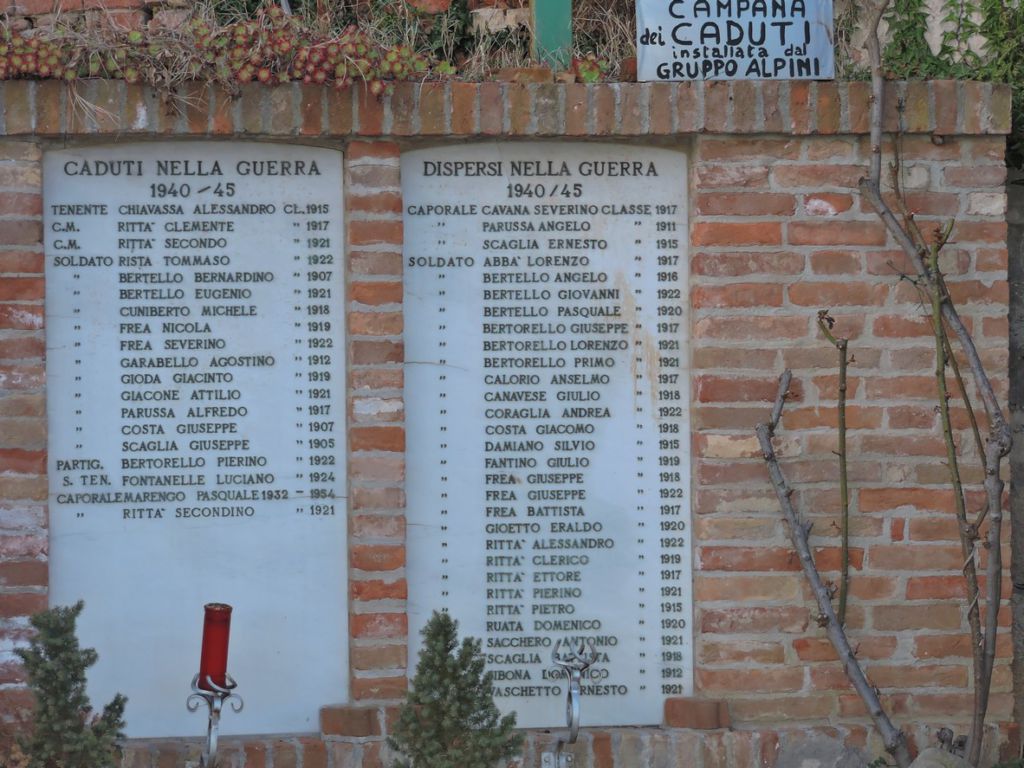 CAMPANA
dei CADUTI
installata dal
GRUPPO ALPINI
CADUTI NELLA GUERRA
1940-45
TENENTE CHIAVASSA ALESSANDRO CL.1915
C.M. RITTA` CLEMENTE " 1917
C.M. RITTA` SECONDO " 1921
SOLDATO RISTA TOMMASO " 1922
" BERTELLO BERNARDINO " 1907
" BERTELLO EUGENIO " 1921
" CUNIBERTO MICHELE " 1918
" FREA NICOLA " 1919
" FREA SEVERINO " 1922
" GARABELLO AGOSTINO " 1912
" GIODA GIACINTO " 1919
" GIACONE ATTILIO " 1921
" PARUSSA ALFREDO " 1917
" COSTA GIUSEPPE " 1907
" SCAGLIA GIUSEPPE " 1905
PARTIG. BERTORELLO PIERINO " 1922
S. TEN. FONTANELLE LUCIANO " 1924
CAPORALE MARENGO PASQUALE 1932 - 1954
" RITTA` SECONDINO " 1921
DISPERSI NELLA GUERRA
1940/45
CAPORALE CAVANA SEVERINO CLASSE 1917
" PARUSSA ANGELO " 1911
" SCAGLIA ERNESTO " 1915
SOLDATO ABBA` LORENZO " 1917
" BERTELLO ANGELO " 1916
" BERTELLO GIOVANNI " 1922
" BERTELLO PASQUALE " 1920
" BERTORELLO GIUSEPPE " 1917
" BERTORELLO LORENZO " 1921
" BERTORELLO PRIMO " 1921
" CALORIO ANSELMO " 1917
" CANAVESE GIULIO " 1918
" CORAGLIA ANDREA " 1922
" COSTA GIACOMO " 1918
" DAMIANO SILVIO " 1915
" FANTINO GIULIO " 1919
" FREA GIUSEPPE " 1918
" FREA GIUSEPPE " 1922
" FREA BATTISTA " 1917
" GIOETTO ERALDO " 1920
" RITTA` ALESSANDRO " 1922
" RITTA` CLERICO " 1919
" RITTA` ETTORE " 1917
" RITTA` PIERINO " 1921
" RITTA` PIETRO " 1915
" RUATA DOMENICO " 1920
SACCHERO ANTONIO " 1921
SCAGLIA BATTISTA " 1918
SIBONA DOMENICO " 1912
VASCHETTO ERNESTO " 1921